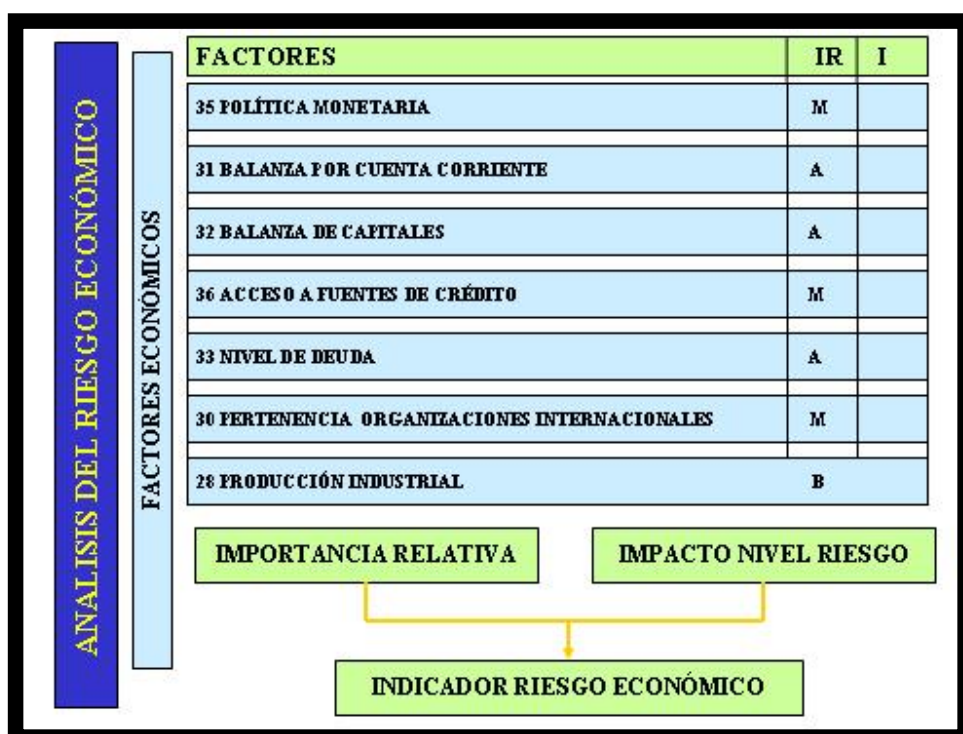 ANALISIS DEL RIESGO ECONÓMICO
FACTORES ECONÓMICOS
FACTORES IR I
35 POLÍTICA MONETARIA M
31 BALANZA POR CUENTA CORRIENTE A
32 BALANZA DE CAPITALES A
36 ACCESO A FUENTES DE CRÉDITO M
33 NIVEL DE DEUDA A
30 PERTENENCIA ORGANIZACIONES INTERNACIONALES M
28 PRODUCCIÓN INDUSTRIAL B
IMPORTANCIA RELATIVA IMPACTO NIVEL RIESGO
INDICADOR RIESGO ECONÓMICO